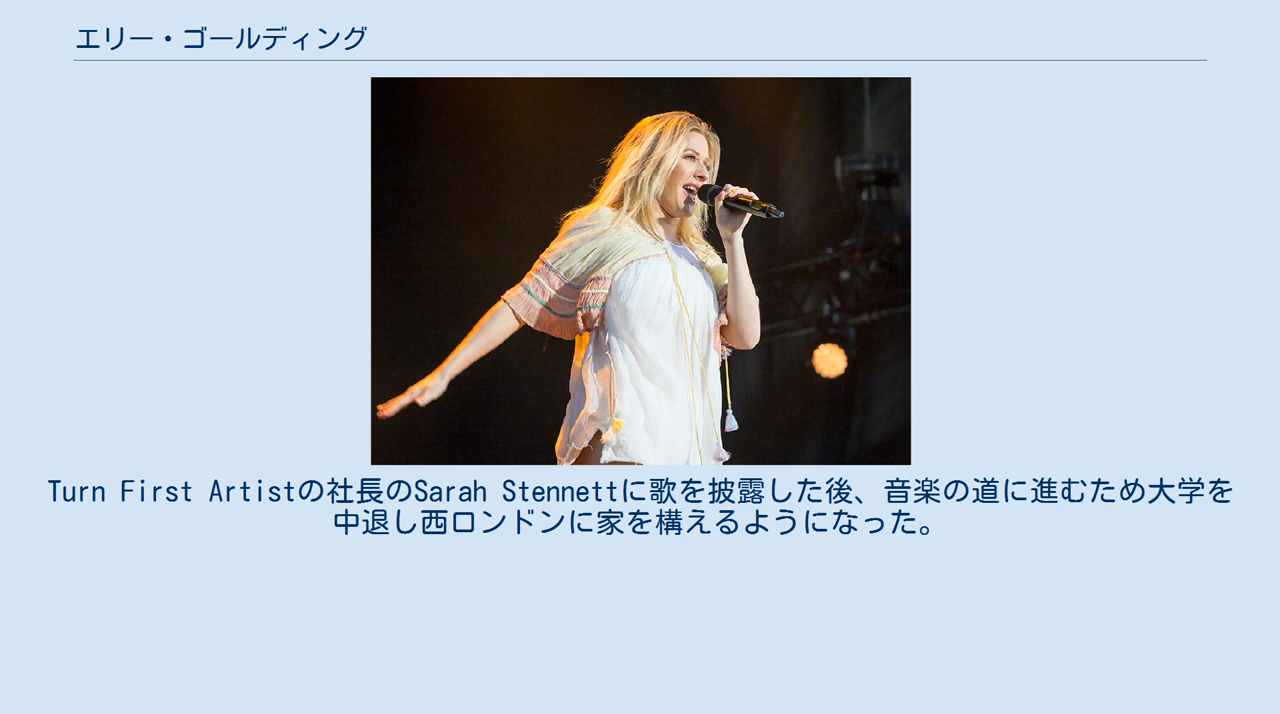 エリー・ゴールディング
Turn First Artistの社長のSarah Stennettに歌を披露した後、音楽の道に進むため大学を
中退し西ロンドンに家を構えるようになった。